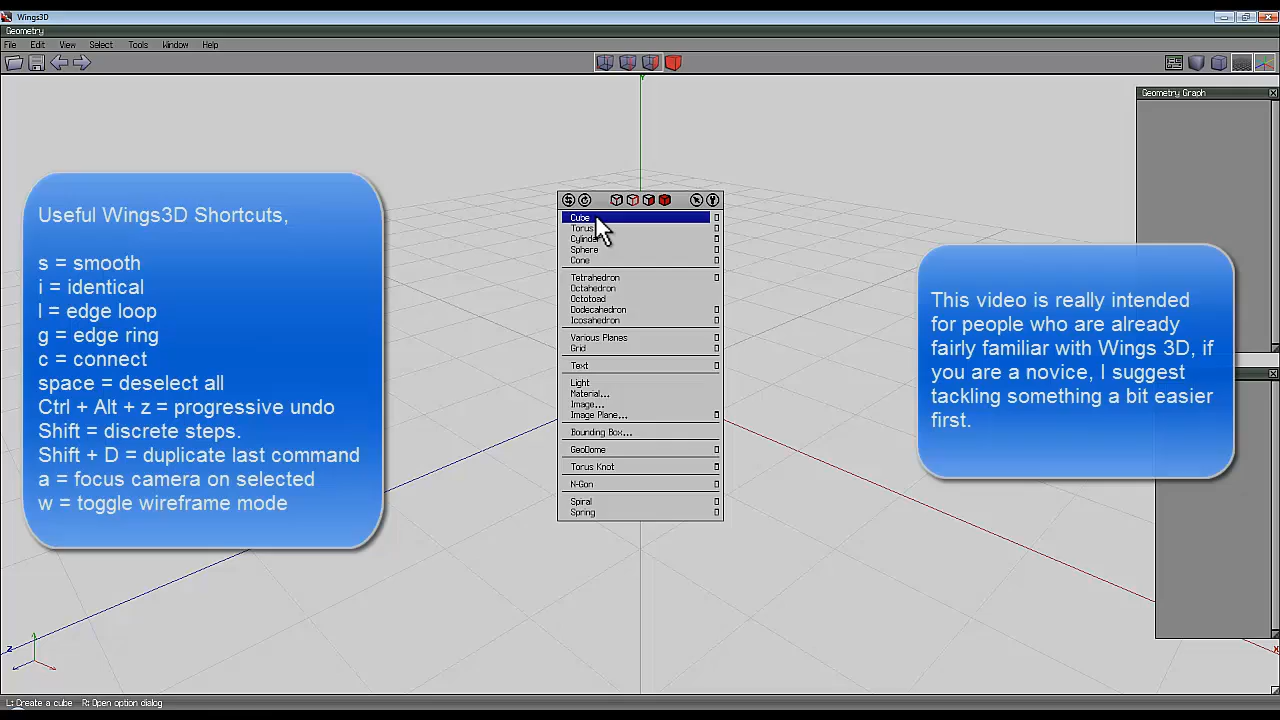 Wings3D
Geometry
File Edit View Select Tools Window Help
Geometry Graph
Useful Wings3D Shortcuts,
s = smooth
i = identical
l = edge loop
g = edge ring
c = connect
space = deselect all
Ctrl + Alt + z = progressive undo
Shift = discrete steps.
Shift + D = duplicate last command
a = focus camera on selected
w = toggle wireframe mode
Cube
Torus
Cylinder
Sphere
Cone
Tetrahedron
Octahedron
Octotoad
Dodecahedron
Icosahedron
Various Planes
Grid
Text
Light
Material...
Image...
Image Plane...
Bounding Box...
GeoDome
Torus Knot
N-Gon
Spiral
Spring
This video is really intended
for people who are already
fairly familiar with Wings 3D, if
you are a novice, I suggest
tackling something a bit easier
first.
Y
Z
X
L: Create a cube R: Open option dialog